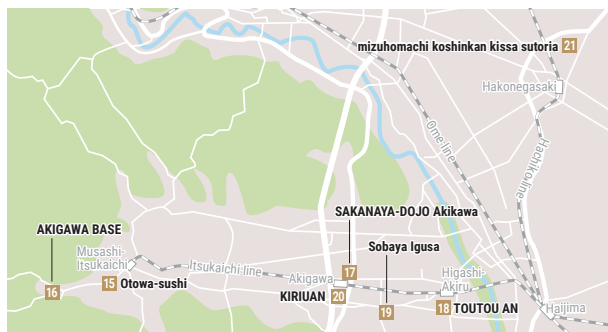 mizuhomachi koshinkan kissa sutoria 21
Hakonegasaki
Ome-line
Hachiko-line
SAKANAYA-DOJO Akikawa
17
AKIGAWA BASE
16
Sobaya Igusa
19
Musashi-
Itsukaichi
Itsukaichi-line
15 Otowa-sushi
Akigawa
KIRIUAN 20
Higashi-
Akiru
18 TOUTOU AN
Haijima